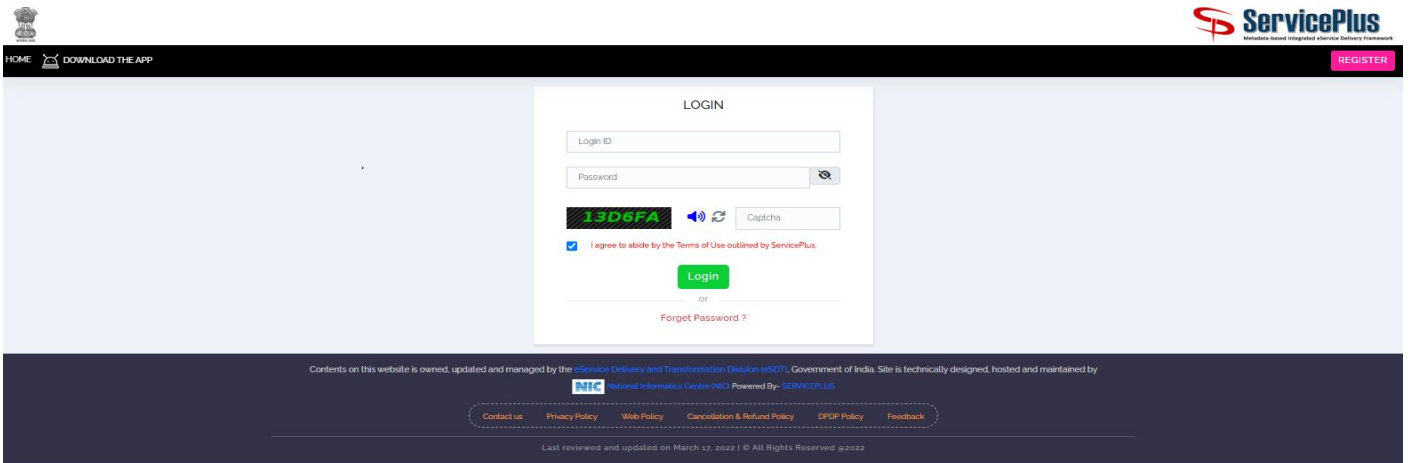 ServicePlus
Metadata-based Integrated eService Delivery Framework
HOME DOWNLOAD THE APP REGISTER
LOGIN
Login ID
Password
13D6FA Captcha
I agree to abide by the Terms of Use outlined by ServicePlus.
Login
or
Forget Password ?
Contents on this website is owned, updated and managed by the eService Delivery and Transformation Division (eSDT), Government of India. Site is technically designed, hosted and maintained by
NIC National Informatics Centre (NIC) Powered By- SERVICEPLUS
Contact us Privacy Policy Web Policy Cancellation & Refund Policy DPDP Policy Feedback
Last reviewed and updated on March 17, 2022 | © All Rights Reserved @2022